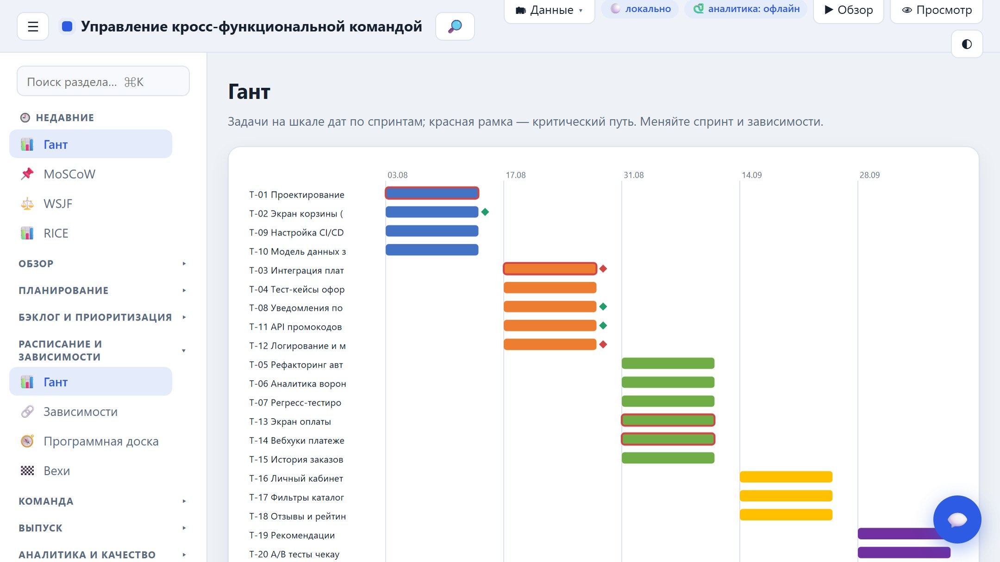 ☰ Управление кросс-функциональной командой
Данные ▾
локально
аналитика: офлайн
▶ Обзор
Просмотр
Поиск раздела... ⌘K
НЕДАВНИЕ
Гант
MoSCoW
WSJF
RICE
ОБЗОР
ПЛАНИРОВАНИЕ
БЭКЛОГ И ПРИОРИТИЗАЦИЯ
РАСПИСАНИЕ И
ЗАВИСИМОСТИ
Гант
Зависимости
Программная доска
Вехи
КОМАНДА
ВЫПУСК
АНАЛИТИКА И КАЧЕСТВО
Гант
Задачи на шкале дат по спринтам; красная рамка — критический путь. Меняйте спринт и зависимости.
03.08 17.08 31.08 14.09 28.09
T-01 Проектирование
T-02 Экран корзины (
T-09 Настройка CI/CD
T-10 Модель данных з
T-03 Интеграция плат
T-04 Тест-кейсы офор
T-08 Уведомления по
T-11 API промокодов
T-12 Логирование и м
T-05 Рефакторинг авт
T-06 Аналитика ворон
T-07 Регресс-тестиро
T-13 Экран оплаты
T-14 Вебхуки платеже
T-15 История заказов
T-16 Личный кабинет
T-17 Фильтры каталог
T-18 Отзывы и рейтин
T-19 Рекомендации
T-20 A/B тесты чекау